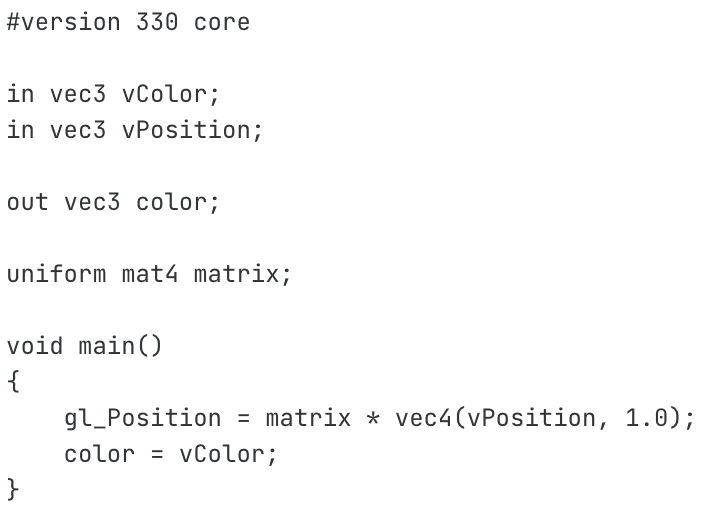 #version 330 core
in vec3 vColor;
in vec3 vPosition;
out vec3 color;
uniform mat4 matrix;
void main()
{
    gl_Position = matrix * vec4(vPosition, 1.0);
    color = vColor;
}